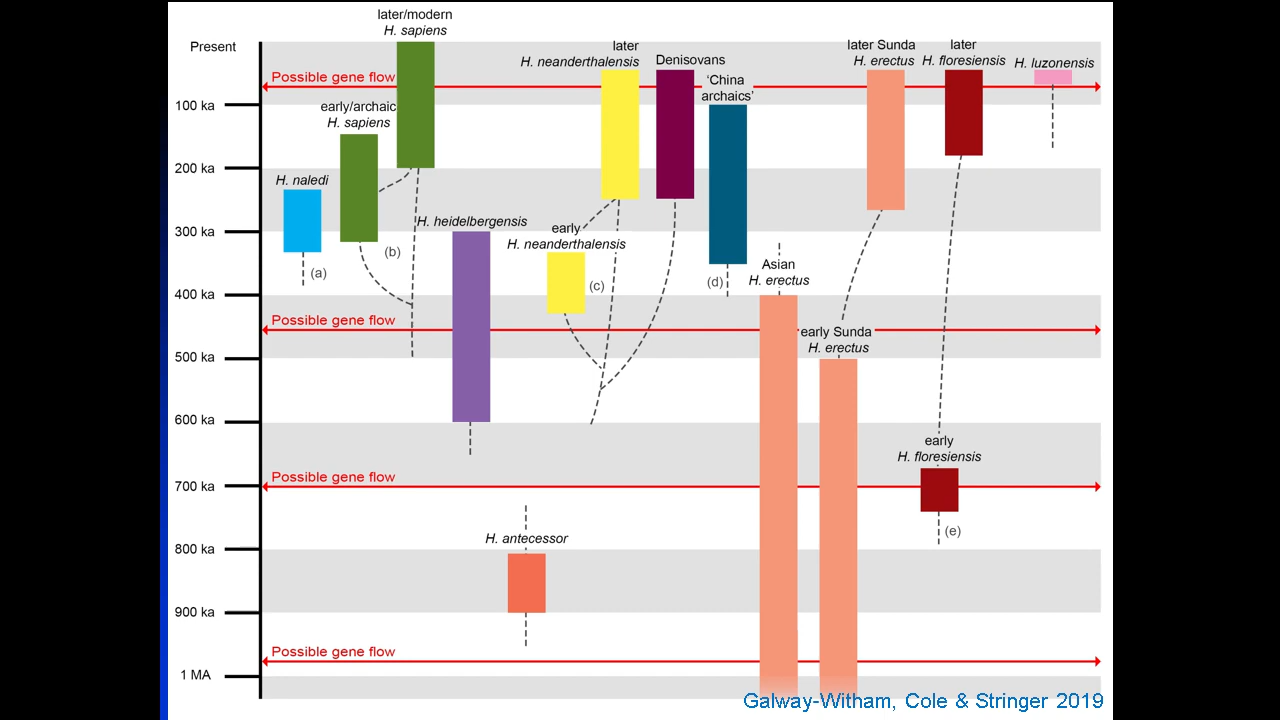 later/modern
H. sapiens
Present
later
H. neanderthalensis
Denisovans
later Sunda
H. erectus
later
H. floresiensis
H. luzonensis
Possible gene flow
'China
archaics'
100 ka
early/archaic
H. sapiens
200 ka
H. naledi
H. heidelbergensis
300 ka
early
H. neanderthalensis
(b)
(a)
(c)
(d)
Asian
H. erectus
400 ka
Possible gene flow
early Sunda
H. erectus
500 ka
600 ka
early
H. floresiensis
Possible gene flow
700 ka
(e)
H. antecessor
800 ka
900 ka
Possible gene flow
1 MA
Galway-Witham, Cole & Stringer 2019